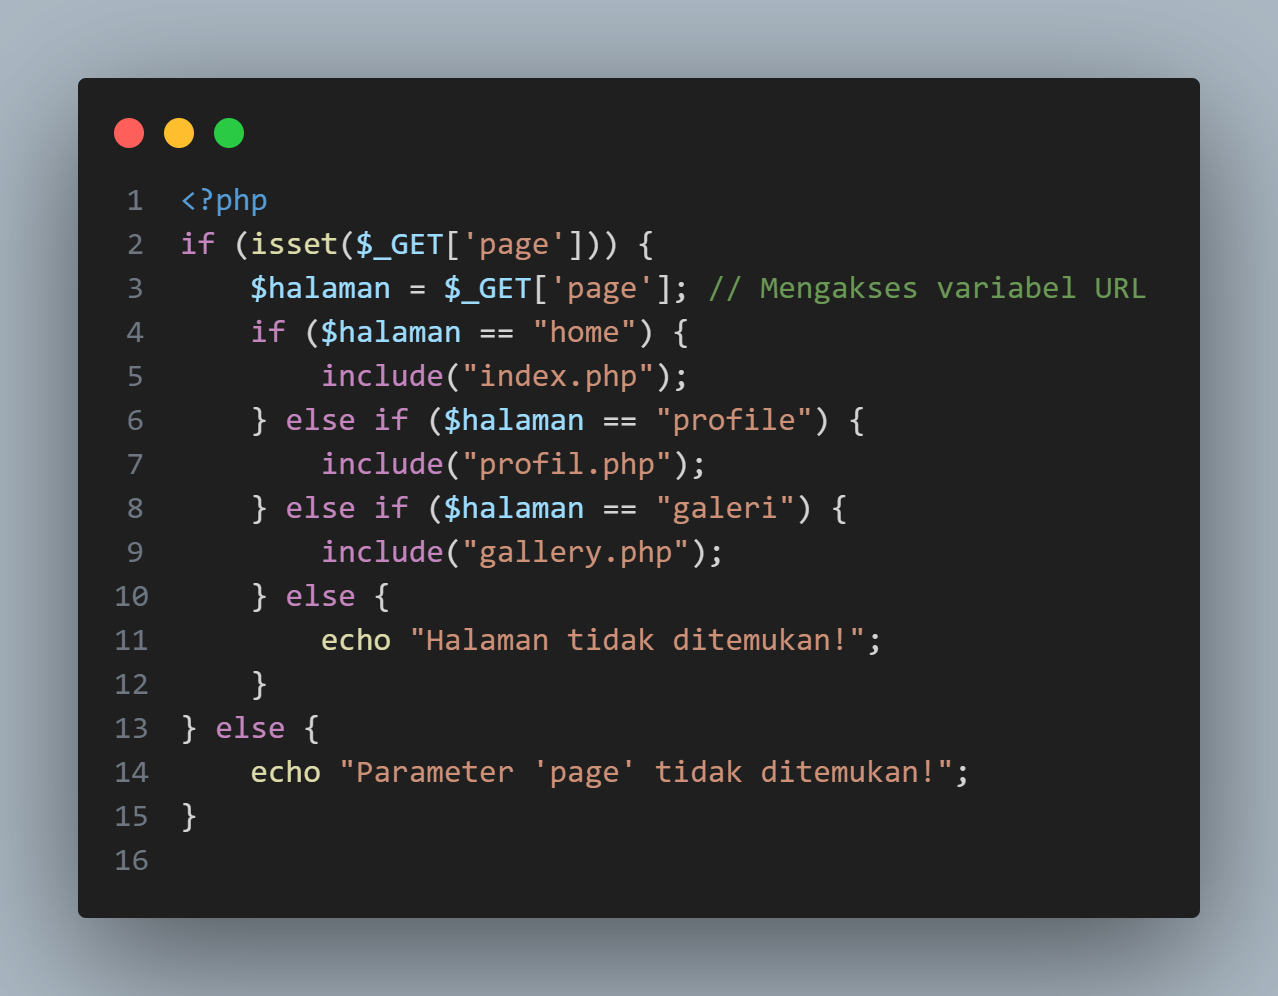 1 <?php
2 if (isset($_GET['page'])) {
3     $halaman = $_GET['page']; // Mengakses variabel URL
4     if ($halaman == "home") {
5         include("index.php");
6     } else if ($halaman == "profile") {
7         include("profil.php");
8     } else if ($halaman == "galeri") {
9         include("gallery.php");
10     } else {
11         echo "Halaman tidak ditemukan!";
12     }
13 } else {
14     echo "Parameter 'page' tidak ditemukan!";
15 }
16